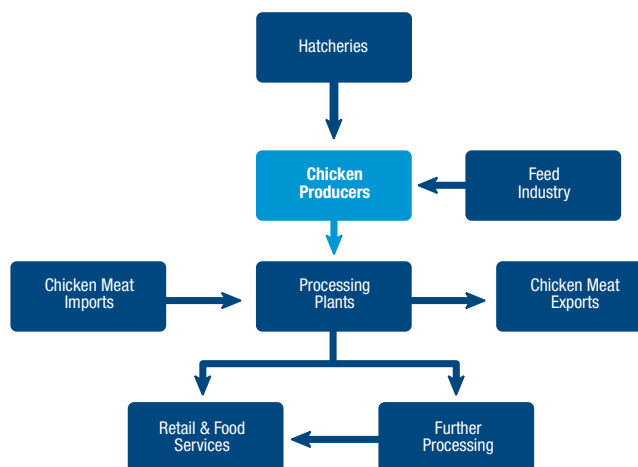 Hatcheries
Chicken
Producers
Feed
Industry
Chicken Meat
Imports
Processing
Plants
Chicken Meat
Exports
Retail & Food
Services
Further
Processing